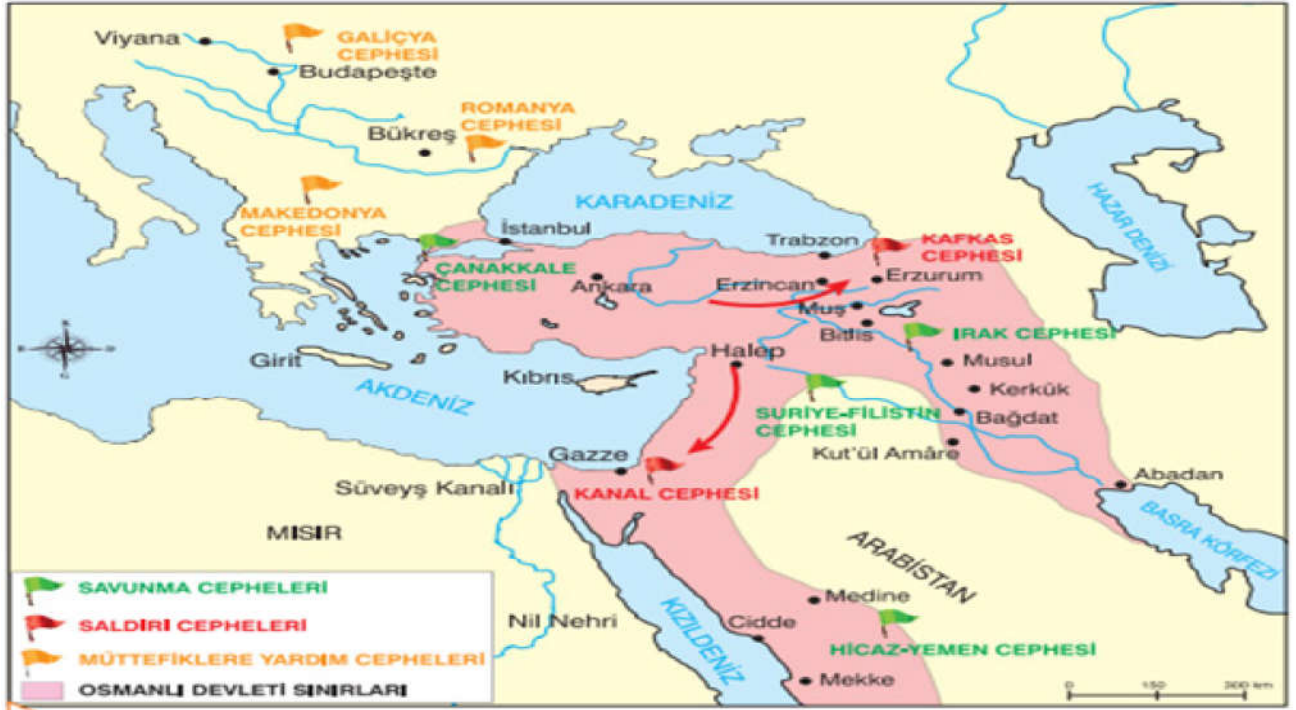 Viyana
GALİÇYA
CEPHESİ
Budapeşte
ROMANYA
CEPHESİ
Bükreş
MAKEDONYA
CEPHESİ
KARADENİZ
HAZAR DENİZİ
İstanbul
Trabzon
KAFKAS
CEPHESİ
ÇANAKKALE
CEPHESİ
Ankara
Erzincan
Erzurum
Muş
Bitlis
IRAK CEPHESİ
Girit
Halep
Musul
Kıbrıs
Kerkük
AKDENİZ
SURİYE-FİLİSTİN
CEPHESİ
Bağdat
Kut'ül Amâre
Gazze
Abadan
Süveyş Kanalı
KANAL CEPHESİ
BASRA KÖRFEZİ
MISIR
ARABİSTAN
Medine
Nil Nehri
KIZILDENİZ
Cidde
HİCAZ-YEMEN CEPHESİ
Mekke
SAVUNMA CEPHELERİ
SALDİRİ CEPHELERİ
MÜTTEFİKLERE YARDIM CEPHELERİ
OSMANLI DEVLETİ SINIRLARI
0 150 300 km